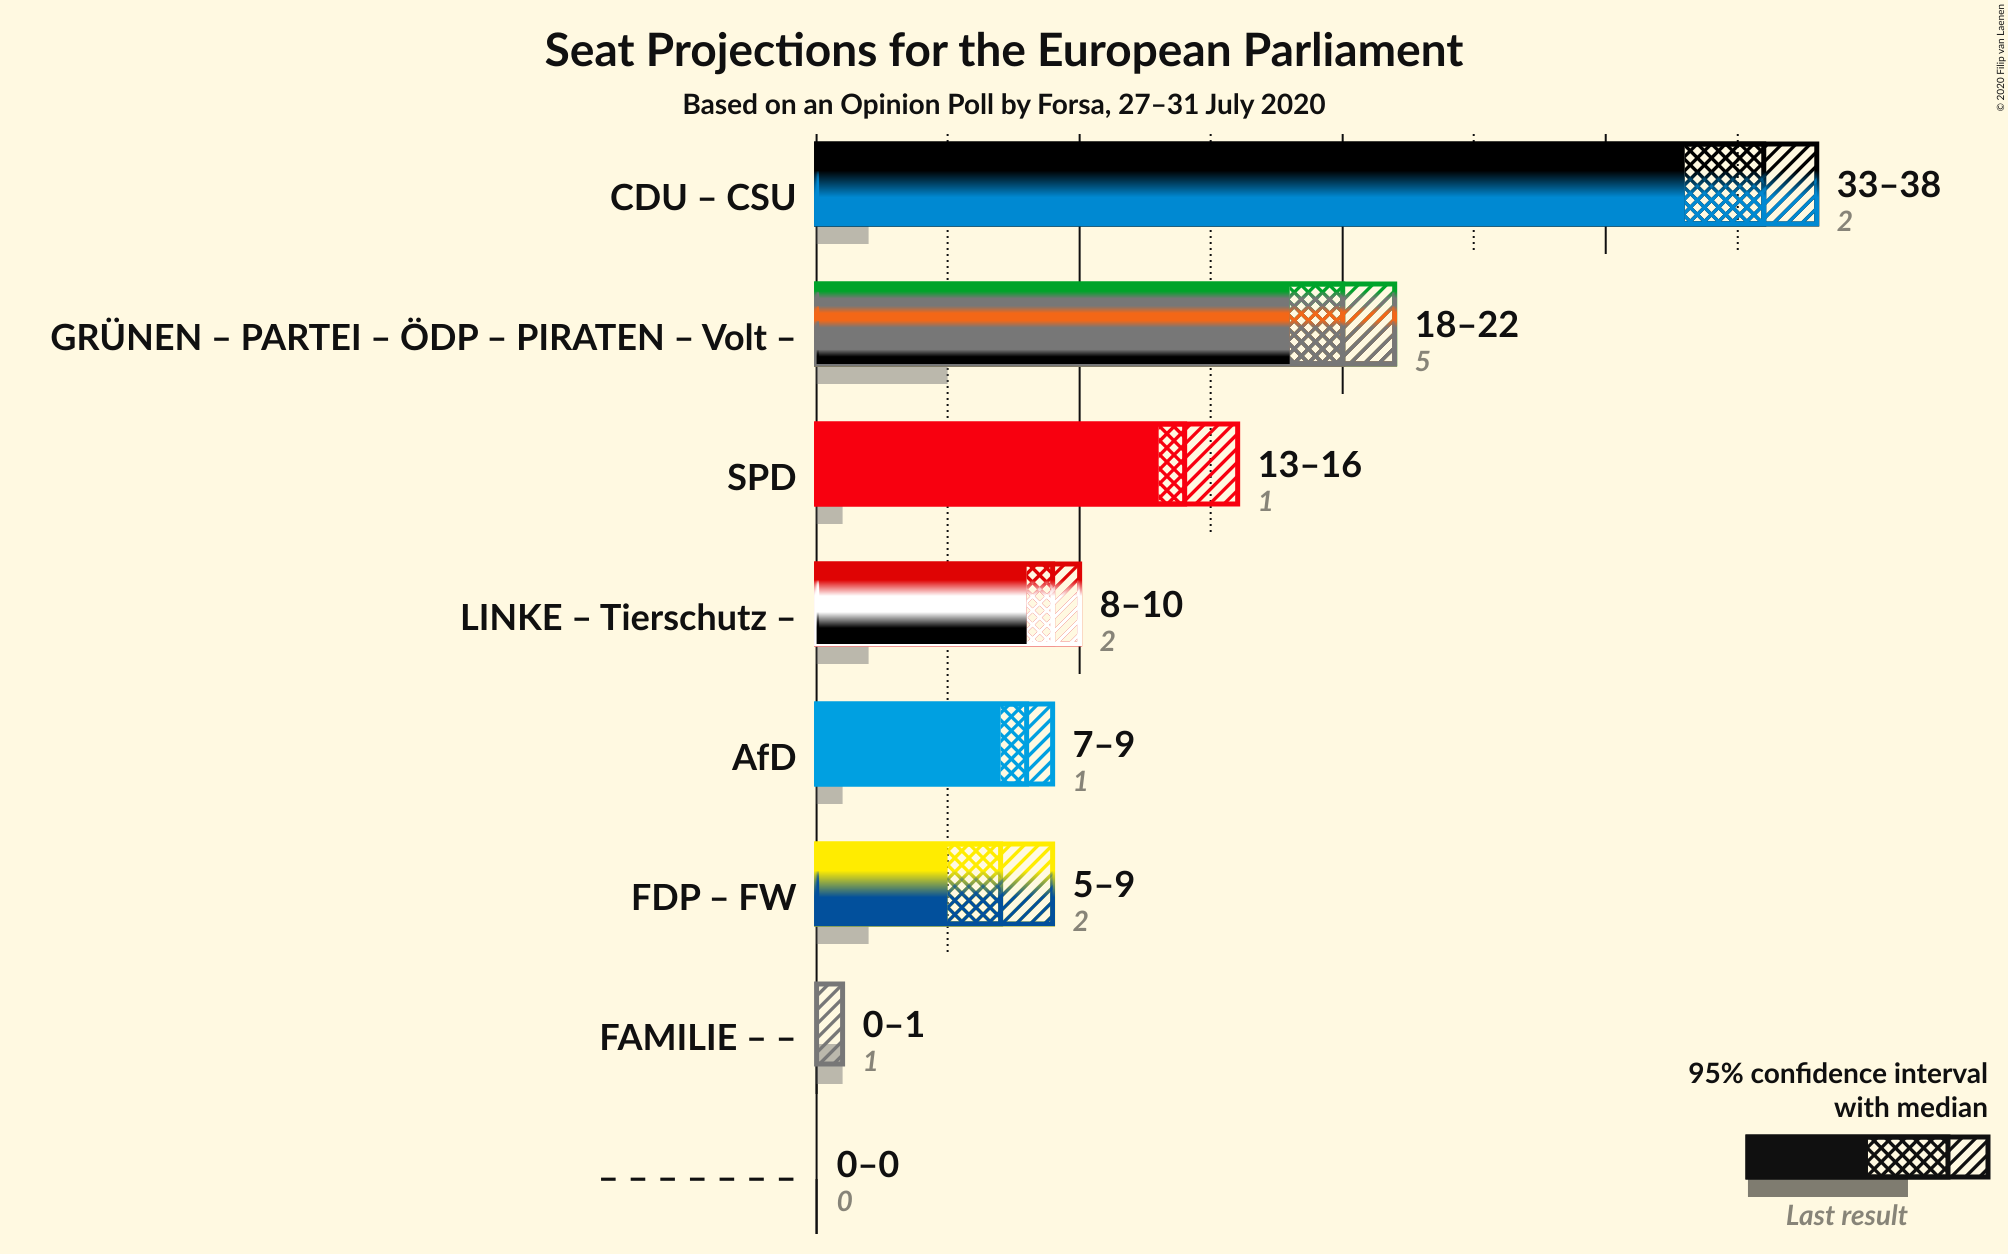 Seat Projections for the European Parliament
Based on an Opinion Poll by Forsa, 27–31 July 2020
© 2020 Filip van Laenen
CDU – CSU
33–38
2
GRÜNEN – PARTEI – ÖDP – PIRATEN – Volt –
18–22
5
SPD
13–16
1
LINKE – Tierschutz –
8–10
2
AfD
7–9
1
FDP – FW
5–9
2
FAMILIE – –
0–1
1
– – – – – – –
0–0
0
95% confidence interval
with median
Last result